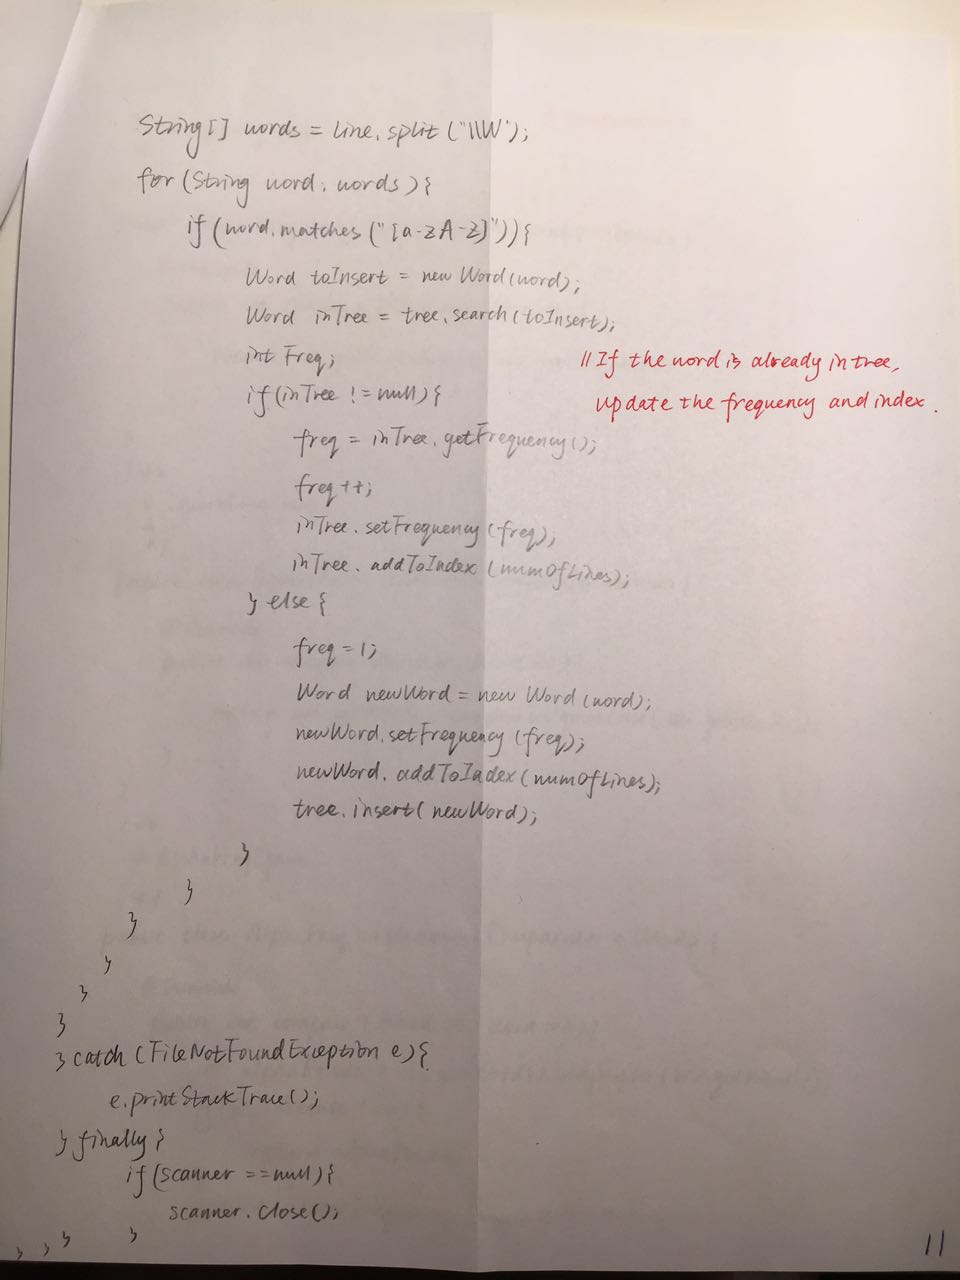 String[] words = line.split("\\W");
for (String word : words) {
if (word.matches("[a-zA-Z]")) {
Word toInsert = new Word(word);
Word inTree = tree.search(toInsert);
int Freq;
//If the word is already in tree,
if (inTree != null) {
update the frequency and index.
freq = inTree.getFrequency();
freq++;
inTree.setFrequency(freq);
inTree.addToIndex(numOfLines);
} else {
freq = 1;
Word newWord = new Word(word);
newWord.setFrequency(freq);
newWord.addToIndex(numOfLines);
tree.insert(newWord);
}
}
}
}
}
}
} catch (FileNotFoundException e) {
e.printStackTrace();
} finally {
if (scanner == null) {
scanner.close();
} } } }
11